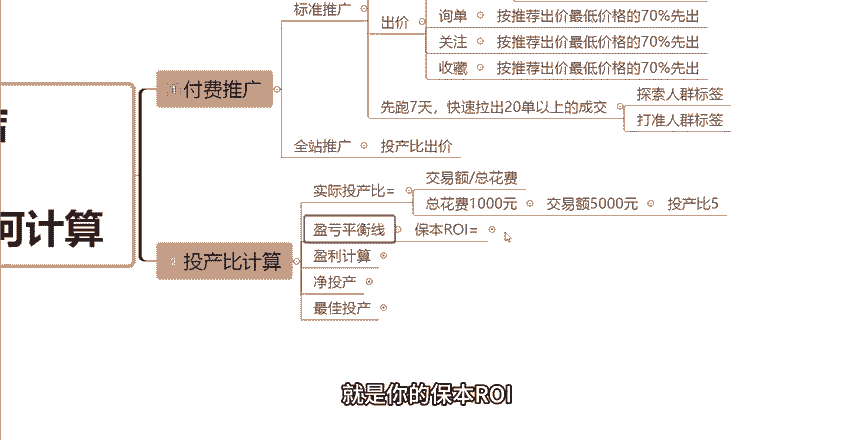 标准推广
出价
询单 按推荐出价最低价格的70%先出
关注 按推荐出价最低价格的70%先出
收藏 按推荐出价最低价格的70%先出
付费推广
先跑7天，快速拉出20单以上的成交
探索人群标签
打准人群标签
全站推广 投产比出价
何计算
投产比计算
实际投产比=
交易额/总花费
总花费1000元 交易额5000元 投产比5
盈亏平衡线 保本ROI=
盈利计算
净投产
最佳投产
就是你的保本ROI